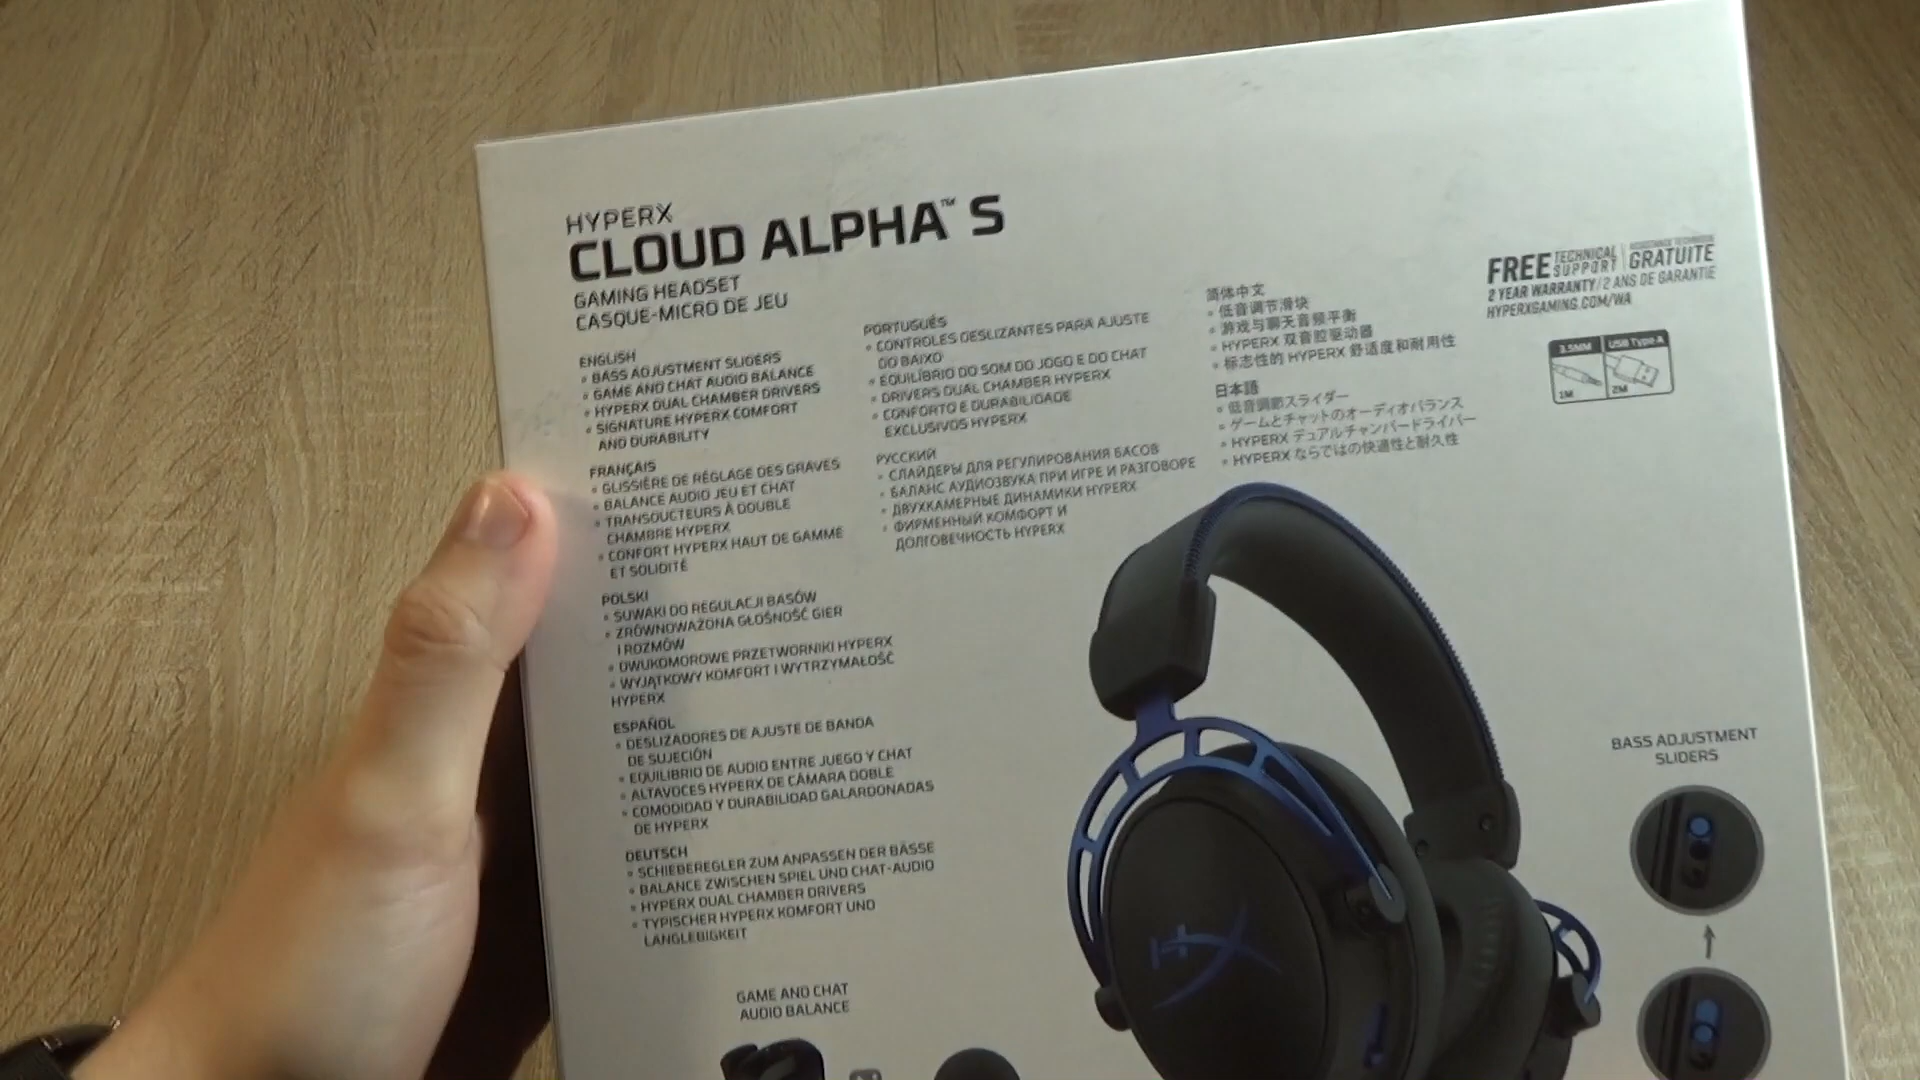 HYPERX
CLOUD ALPHA™ S
GAMING HEADSET
CASQUE-MICRO DE JEU
ENGLISH
• BASS ADJUSTMENT SLIDERS
• GAME AND CHAT AUDIO BALANCE
• HYPERX DUAL CHAMBER DRIVERS
• SIGNATURE HYPERX COMFORT
AND DURABILITY
FRANÇAIS
• GLISSIÈRE DE RÉGLAGE DES GRAVES
• BALANCE AUDIO JEU ET CHAT
• TRANSDUCTEURS À DOUBLE
CHAMBRE HYPERX
• CONFORT HYPERX HAUT DE GAMME
ET SOLIDITÉ
POLSKI
• SUWAKI DO REGULACJI BASÓW
• ZRÓWNOWAŻONA GŁOŚNOŚĆ GIER
I ROZMÓW
• DWUKOMOROWE PRZETWORNIKI HYPERX
• WYJĄTKOWY KOMFORT I WYTRZYMAŁOŚĆ
HYPERX
ESPAÑOL
• DESLIZADORES DE AJUSTE DE BANDA
DE SUJECIÓN
• EQUILIBRIO DE AUDIO ENTRE JUEGO Y CHAT
• ALTAVOCES HYPERX DE CÁMARA DOBLE
• COMODIDAD Y DURABILIDAD GALARDONADAS
DE HYPERX
DEUTSCH
• SCHIEBEREGLER ZUM ANPASSEN DER BÄSSE
• BALANCE ZWISCHEN SPIEL UND CHAT-AUDIO
• HYPERX DUAL CHAMBER DRIVERS
• TYPISCHER HYPERX KOMFORT UND
LANGLEBIGKEIT
PORTUGUÊS
• CONTROLES DESLIZANTES PARA AJUSTE
DO BAIXO
• EQUILÍBRIO DO SOM DO JOGO E DO CHAT
• DRIVERS DUAL CHAMBER HYPERX
• CONFORTO E DURABILIDADE
EXCLUSIVOS HYPERX
РУССКИЙ
• СЛАЙДЕРЫ ДЛЯ РЕГУЛИРОВАНИЯ БАСОВ
• БАЛАНС АУДИОЗВУКА ПРИ ИГРЕ И РАЗГОВОРЕ
• ДВУХКАМЕРНЫЕ ДИНАМИКИ HYPERX
• ФИРМЕННЫЙ КОМФОРТ И
ДОЛГОВЕЧНОСТЬ HYPERX
简体中文
• 低音调节滑块
• 游戏与聊天音频平衡
• HYPERX 双音腔驱动器
• 标志性的 HYPERX 舒适度和耐用性
日本語
• 低音調節スライダー
• ゲームとチャットのオーディオバランス
• HYPERX デュアルチャンバードライバー
• HYPERX ならではの快適性と耐久性
FREE TECHNICAL SUPPORT | ASSISTANCE TECHNIQUE GRATUITE
2 YEAR WARRANTY/2 ANS DE GARANTIE
HYPERXGAMING.COM/WA
3.5MM USB Type-A
1M 2M
BASS ADJUSTMENT
SLIDERS
HX
GAME AND CHAT
AUDIO BALANCE